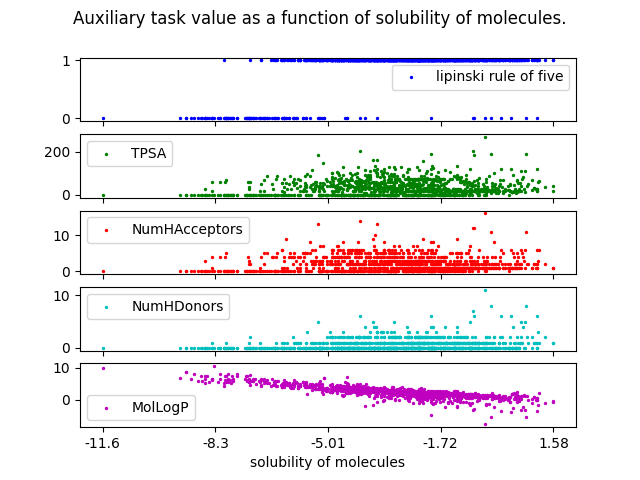 Auxiliary task value as a function of solubility of molecules.
1
0
lipinski rule of five
200
0
TPSA
10
0
NumHAcceptors
10
0
NumHDonors
10
0
MolLogP
-11.6 -8.3 -5.01 -1.72 1.58
solubility of molecules